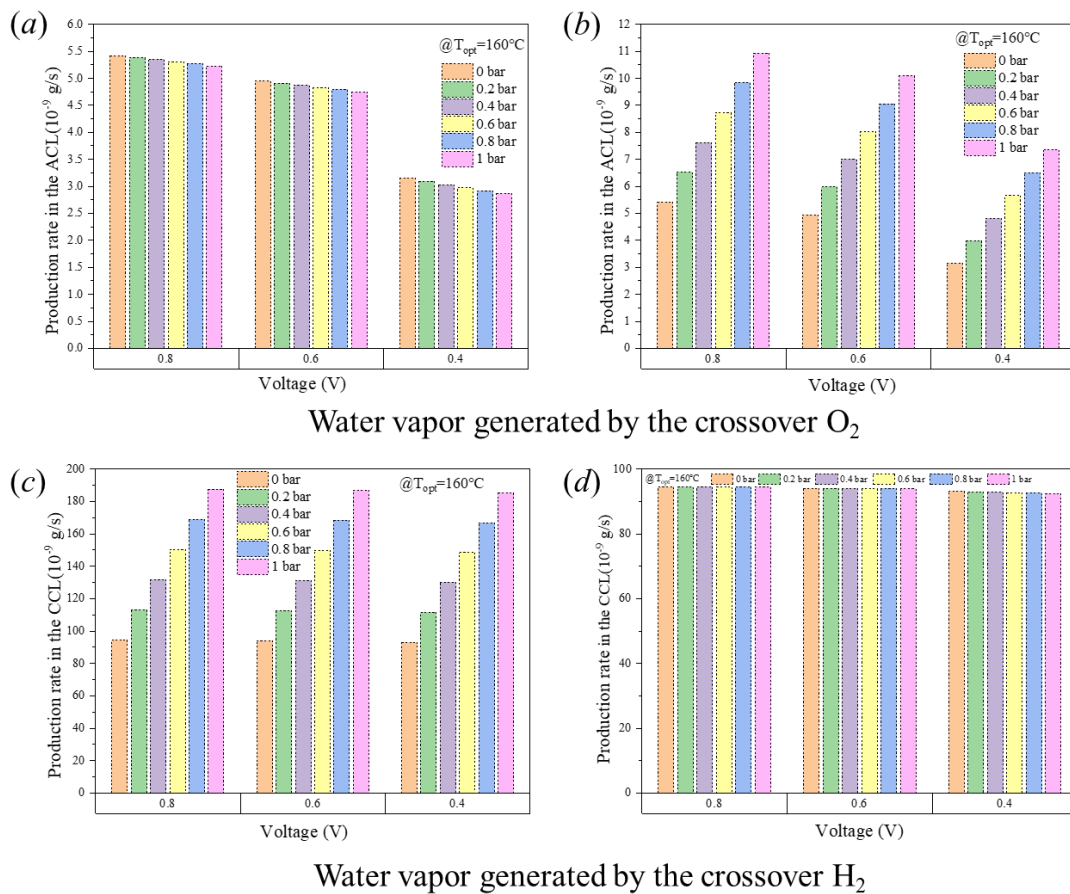 (a)
@T_opt=160°C
0 bar
0.2 bar
0.4 bar
0.6 bar
0.8 bar
1 bar
Production rate in the ACL(10⁻⁹ g/s)
6.0
5.5
5.0
4.5
4.0
3.5
3.0
2.5
2.0
1.5
1.0
0.5
0.0
0.8 0.6 0.4
Voltage (V)
(b)
@T_opt=160°C
0 bar
0.2 bar
0.4 bar
0.6 bar
0.8 bar
1 bar
Production rate in the ACL(10⁻⁹ g/s)
12
11
10
9
8
7
6
5
4
3
2
1
0
0.8 0.6 0.4
Voltage (V)
Water vapor generated by the crossover O₂
(c)
@T_opt=160°C
0 bar
0.2 bar
0.4 bar
0.6 bar
0.8 bar
1 bar
Production rate in the CCL(10⁻⁹ g/s)
200
180
160
140
120
100
80
60
40
20
0
0.8 0.6 0.4
Voltage (V)
(d)
@T_opt=160°C 0 bar 0.2 bar 0.4 bar 0.6 bar 0.8 bar 1 bar
Production rate in the CCL(10⁻⁹ g/s)
100
80
60
40
20
0
0.8 0.6 0.4
Voltage (V)
Water vapor generated by the crossover H₂